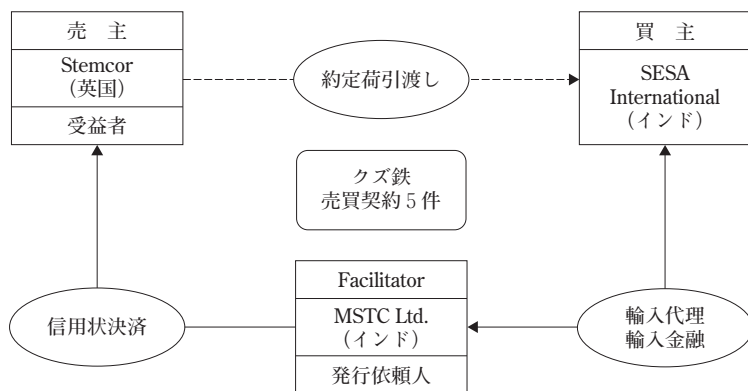 売 主
Stemcor
（英国）
受益者
約定荷引渡し
買 主
SESA
International
（インド）
クズ鉄
売買契約 5 件
信用状決済
Facilitator
MSTC Ltd.
（インド）
発行依頼人
輸入代理
輸入金融